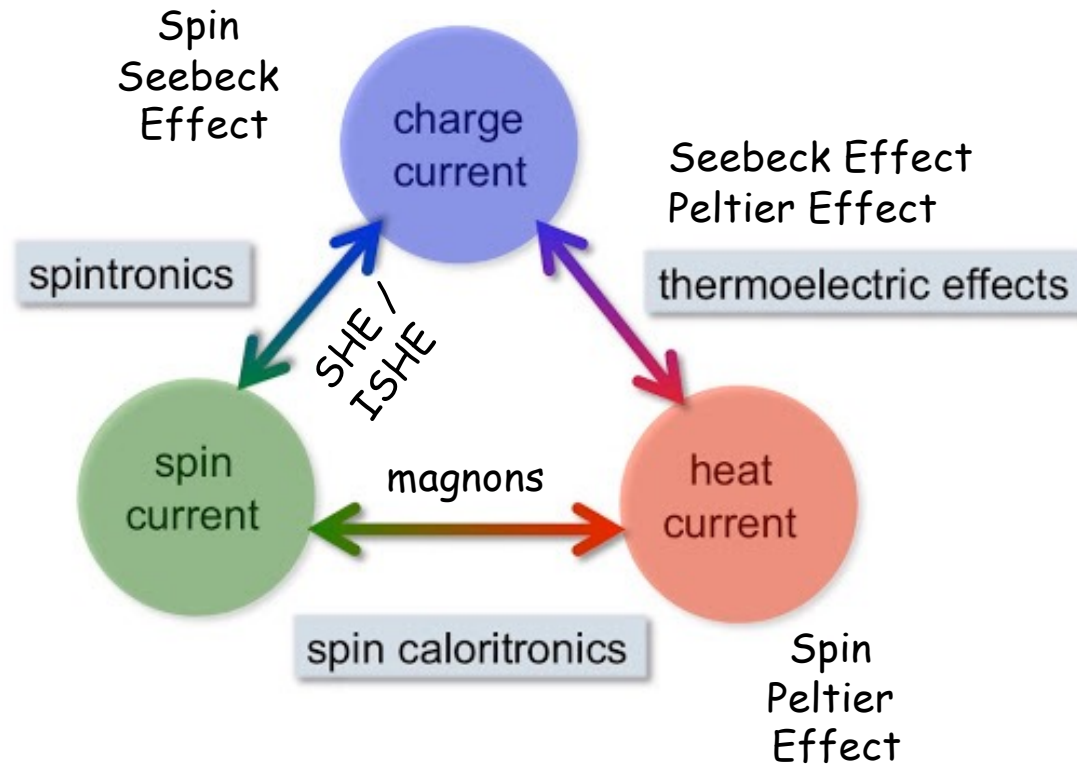 Spin
Seebeck
Effect
charge
current
Seebeck Effect
Peltier Effect
spintronics
thermoelectric effects
SHE /
ISHE
spin
current
magnons
heat
current
spin caloritronics
Spin
Peltier
Effect